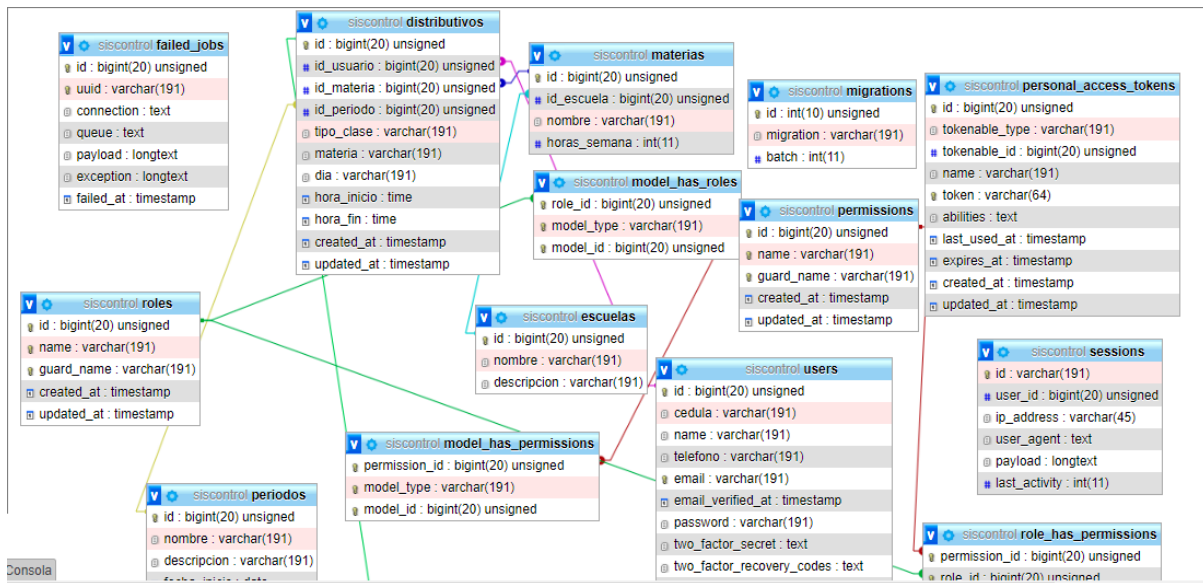 siscontrol failed_jobs
id : bigint(20) unsigned
uuid : varchar(191)
connection : text
queue : text
payload : longtext
exception : longtext
failed_at : timestamp
siscontrol distributivos
id : bigint(20) unsigned
id_usuario : bigint(20) unsigned
id_materia : bigint(20) unsigned
id_periodo : bigint(20) unsigned
tipo_clase : varchar(191)
materia : varchar(191)
dia : varchar(191)
hora_inicio : time
hora_fin : time
created_at : timestamp
updated_at : timestamp
siscontrol materias
id : bigint(20) unsigned
id_escuela : bigint(20) unsigned
nombre : varchar(191)
horas_semana : int(11)
siscontrol migrations
id : int(10) unsigned
migration : varchar(191)
batch : int(11)
siscontrol personal_access_tokens
id : bigint(20) unsigned
tokenable_type : varchar(191)
tokenable_id : bigint(20) unsigned
name : varchar(191)
token : varchar(64)
abilities : text
last_used_at : timestamp
expires_at : timestamp
created_at : timestamp
updated_at : timestamp
siscontrol model_has_roles
role_id : bigint(20) unsigned
model_type : varchar(191)
model_id : bigint(20) unsigned
siscontrol permissions
id : bigint(20) unsigned
name : varchar(191)
guard_name : varchar(191)
created_at : timestamp
updated_at : timestamp
siscontrol roles
id : bigint(20) unsigned
name : varchar(191)
guard_name : varchar(191)
created_at : timestamp
updated_at : timestamp
siscontrol escuelas
id : bigint(20) unsigned
nombre : varchar(191)
descripcion : varchar(191)
siscontrol users
id : bigint(20) unsigned
cedula : varchar(191)
name : varchar(191)
telefono : varchar(191)
email : varchar(191)
email_verified_at : timestamp
password : varchar(191)
two_factor_secret : text
two_factor_recovery_codes : text
siscontrol sessions
id : varchar(191)
user_id : bigint(20) unsigned
ip_address : varchar(45)
user_agent : text
payload : longtext
last_activity : int(11)
siscontrol model_has_permissions
permission_id : bigint(20) unsigned
model_type : varchar(191)
model_id : bigint(20) unsigned
siscontrol periodos
id : bigint(20) unsigned
nombre : varchar(191)
descripcion : varchar(191)
fecha_inicio : date
siscontrol role_has_permissions
permission_id : bigint(20) unsigned
role_id : bigint(20) unsigned
Consola